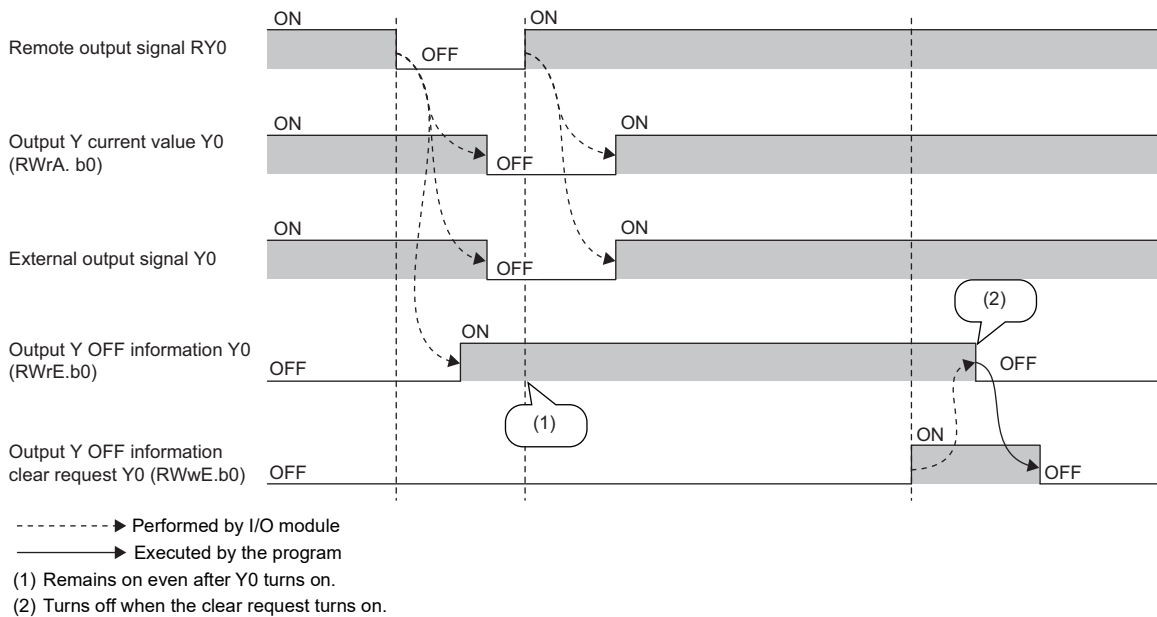 ON
ON
Remote output signal RY0
OFF
ON
ON
Output Y current value Y0
(RWrA. b0)
OFF
ON
ON
External output signal Y0
OFF
(2)
ON
Output Y OFF information Y0
(RWrE.b0)
OFF
OFF
(1)
ON
Output Y OFF information
clear request Y0 (RWwE.b0)
OFF
OFF
Performed by I/O module
Executed by the program
(1) Remains on even after Y0 turns on.
(2) Turns off when the clear request turns on.